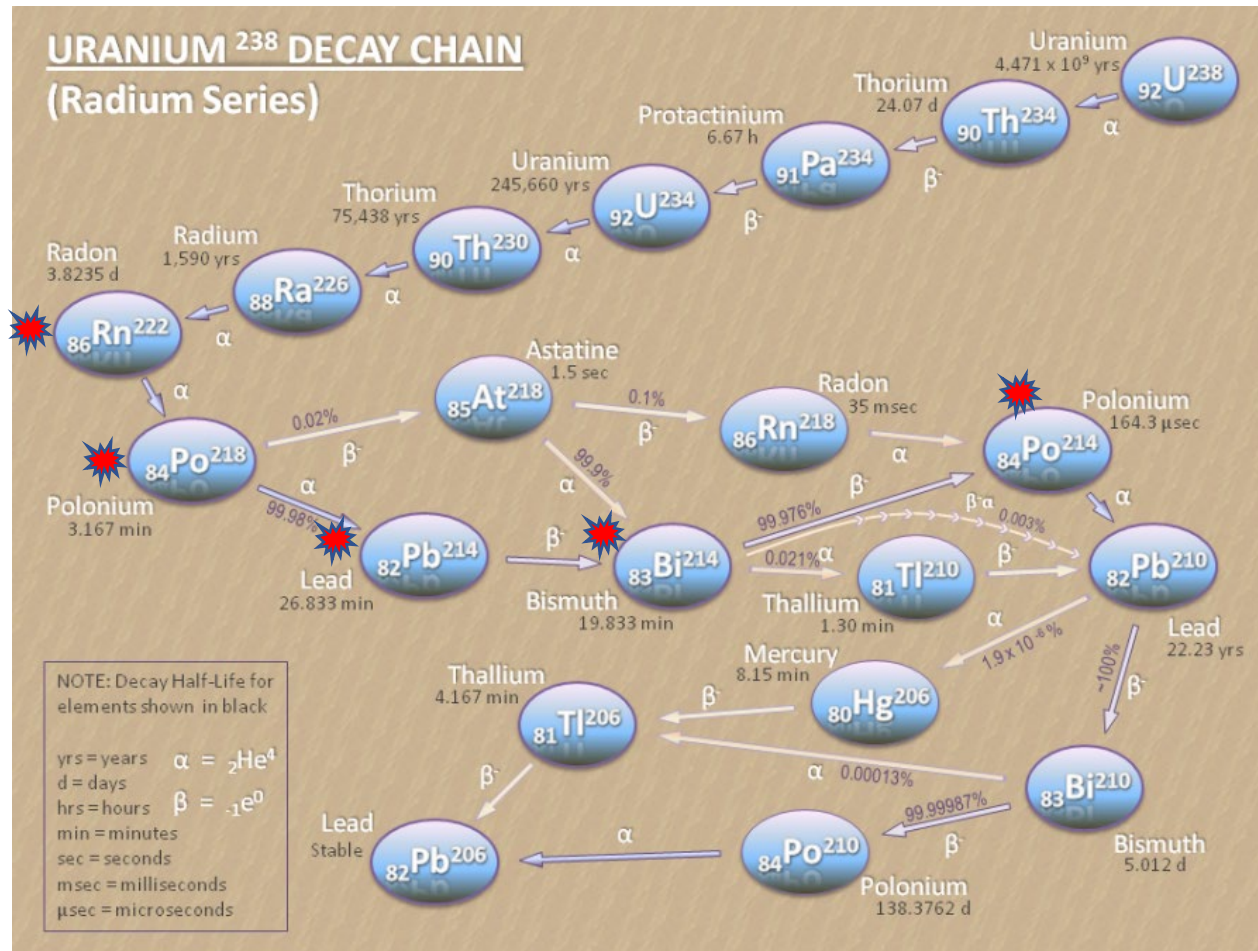 URANIUM ²³⁸ DECAY CHAIN
(Radium Series)
Uranium
4.471 x 10⁹ yrs
₉₂U²³⁸
α
Thorium
24.07 d
₉₀Th²³⁴
β⁻
Protactinium
6.67 h
₉₁Pa²³⁴
β⁻
Uranium
245,660 yrs
₉₂U²³⁴
α
Thorium
75,438 yrs
₉₀Th²³⁰
α
Radium
1,590 yrs
₈₈Ra²²⁶
α
Radon
3.8235 d
₈₆Rn²²²
α
₈₄Po²¹⁸
Polonium
3.167 min
0.02%
β⁻
Astatine
1.5 sec
₈₅At²¹⁸
0.1%
β⁻
Radon
35 msec
₈₆Rn²¹⁸
α
Polonium
164.3 µsec
₈₄Po²¹⁴
α
α
99.98%
99.9%
α
₈₂Pb²¹⁴
Lead
26.833 min
β⁻
₈₃Bi²¹⁴
Bismuth
19.833 min
β⁻
99.976%
β⁻α
0.003%
α
0.021%
₈₁Tl²¹⁰
Thallium
1.30 min
β⁻
₈₂Pb²¹⁰
Lead
22.23 yrs
α
1.9 x 10⁻⁶ %
~100%
β⁻
Mercury
8.15 min
₈₀Hg²⁰⁶
β⁻
Thallium
4.167 min
₈₁Tl²⁰⁶
α
0.00013%
₈₃Bi²¹⁰
Bismuth
5.012 d
99.99987%
β⁻
₈₄Po²¹⁰
Polonium
138.3762 d
α
β⁻
Lead
Stable
₈₂Pb²⁰⁶
NOTE: Decay Half-Life for
elements shown in black
yrs = years
α = ₂He⁴
d = days
hrs = hours
β = ₋₁e⁰
min = minutes
sec = seconds
msec = milliseconds
µsec = microseconds